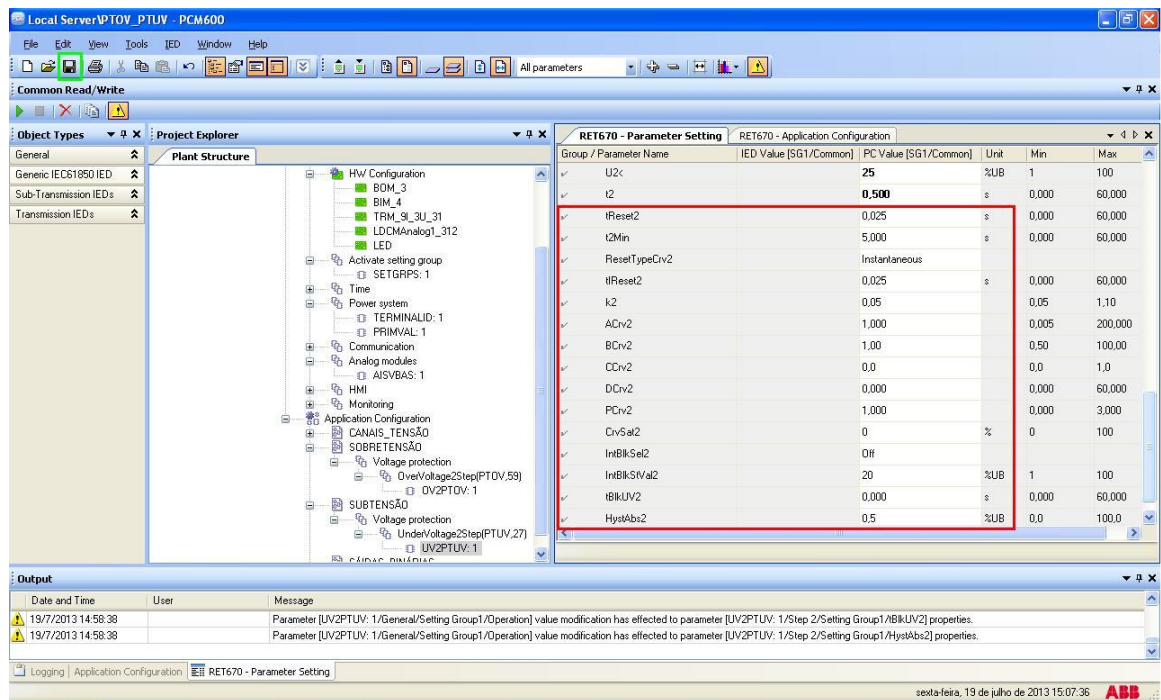 Local Server\PTOV_PTUV - PCM600
File Edit View Tools IED Window Help
All parameters
Common Read/Write
Object Types
General
Generic IEC61850 IED
Sub-Transmission IEDs
Transmission IEDs
Project Explorer
Plant Structure
HW Configuration
BOM_3
BIM_4
TRM_9I_3U_31
LDCMAnalog1_312
LED
Activate setting group
SETGRPS: 1
Time
Power system
TERMINALID: 1
PRIMVAL: 1
Communication
Analog modules
AISVBAS: 1
HMI
Monitoring
Application Configuration
CANAIS_TENSÃO
SOBRETENSÃO
Voltage protection
OverVoltage2Step(PTOV,59)
OV2PTOV: 1
SUBTENSÃO
Voltage protection
UnderVoltage2Step(PTUV,27)
UV2PTUV: 1
RET670 - Parameter Setting RET670 - Application Configuration
Group / Parameter Name IED Value [SG1/Common] PC Value [SG1/Common] Unit Min Max
U2< 25 %UB 1 100
t2 0,500 s 0,000 60,000
tReset2 0,025 s 0,000 60,000
t2Min 5,000 s 0,000 60,000
ResetTypeCrv2 Instantaneous
tIReset2 0,025 s 0,000 60,000
k2 0,05 0,05 1,10
ACrv2 1,000 0,005 200,000
BCrv2 1,00 0,50 100,00
CCrv2 0,0 0,0 1,0
DCrv2 0,000 0,000 60,000
PCrv2 1,000 0,000 3,000
CrvSat2 0 % 0 100
IntBlkSel2 Off
IntBlkStVal2 20 %UB 1 100
tBlkUV2 0,000 s 0,000 60,000
HystAbs2 0,5 %UB 0,0 100,0
Output
Date and Time User Message
19/7/2013 14:58:38 Parameter [UV2PTUV: 1/General/Setting Group1/Operation] value modification has effected to parameter [UV2PTUV: 1/Step 2/Setting Group1/tBlkUV2] properties.
19/7/2013 14:58:38 Parameter [UV2PTUV: 1/General/Setting Group1/Operation] value modification has effected to parameter [UV2PTUV: 1/Step 2/Setting Group1/HystAbs2] properties.
Logging Application Configuration RET670 - Parameter Setting
sexta-feira, 19 de julho de 2013 15:07:36 ABB